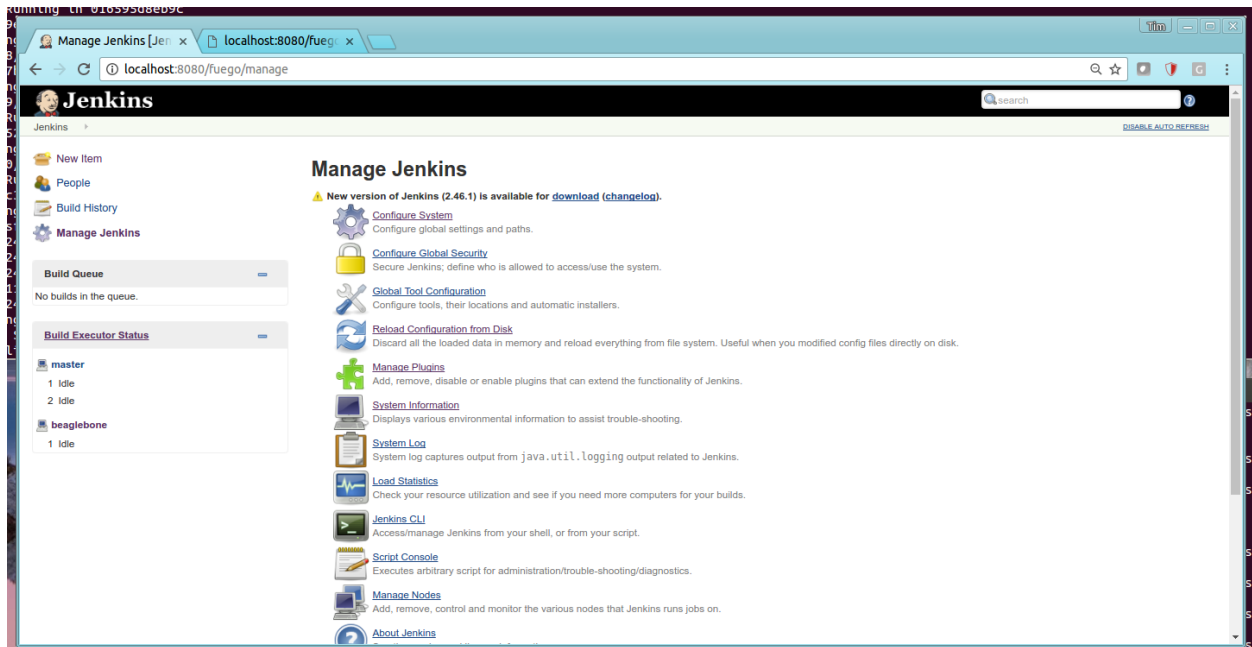 Running in 016595d8eb9c
Tim
Manage Jenkins [Jen
localhost:8080/fueg
localhost:8080/fuego/manage
Jenkins
search
Jenkins
DISABLE AUTO REFRESH
New Item
People
Build History
Manage Jenkins
Build Queue
No builds in the queue.
Build Executor Status
master
1 Idle
2 Idle
beaglebone
1 Idle
Manage Jenkins
New version of Jenkins (2.46.1) is available for download (changelog).
Configure System
Configure global settings and paths.
Configure Global Security
Secure Jenkins; define who is allowed to access/use the system.
Global Tool Configuration
Configure tools, their locations and automatic installers.
Reload Configuration from Disk
Discard all the loaded data in memory and reload everything from file system. Useful when you modified config files directly on disk.
Manage Plugins
Add, remove, disable or enable plugins that can extend the functionality of Jenkins.
System Information
Displays various environmental information to assist trouble-shooting.
System Log
System log captures output from java.util.logging output related to Jenkins.
Load Statistics
Check your resource utilization and see if you need more computers for your builds.
Jenkins CLI
Access/manage Jenkins from your shell, or from your script.
Script Console
Executes arbitrary script for administration/trouble-shooting/diagnostics.
Manage Nodes
Add, remove, control and monitor the various nodes that Jenkins runs jobs on.
About Jenkins